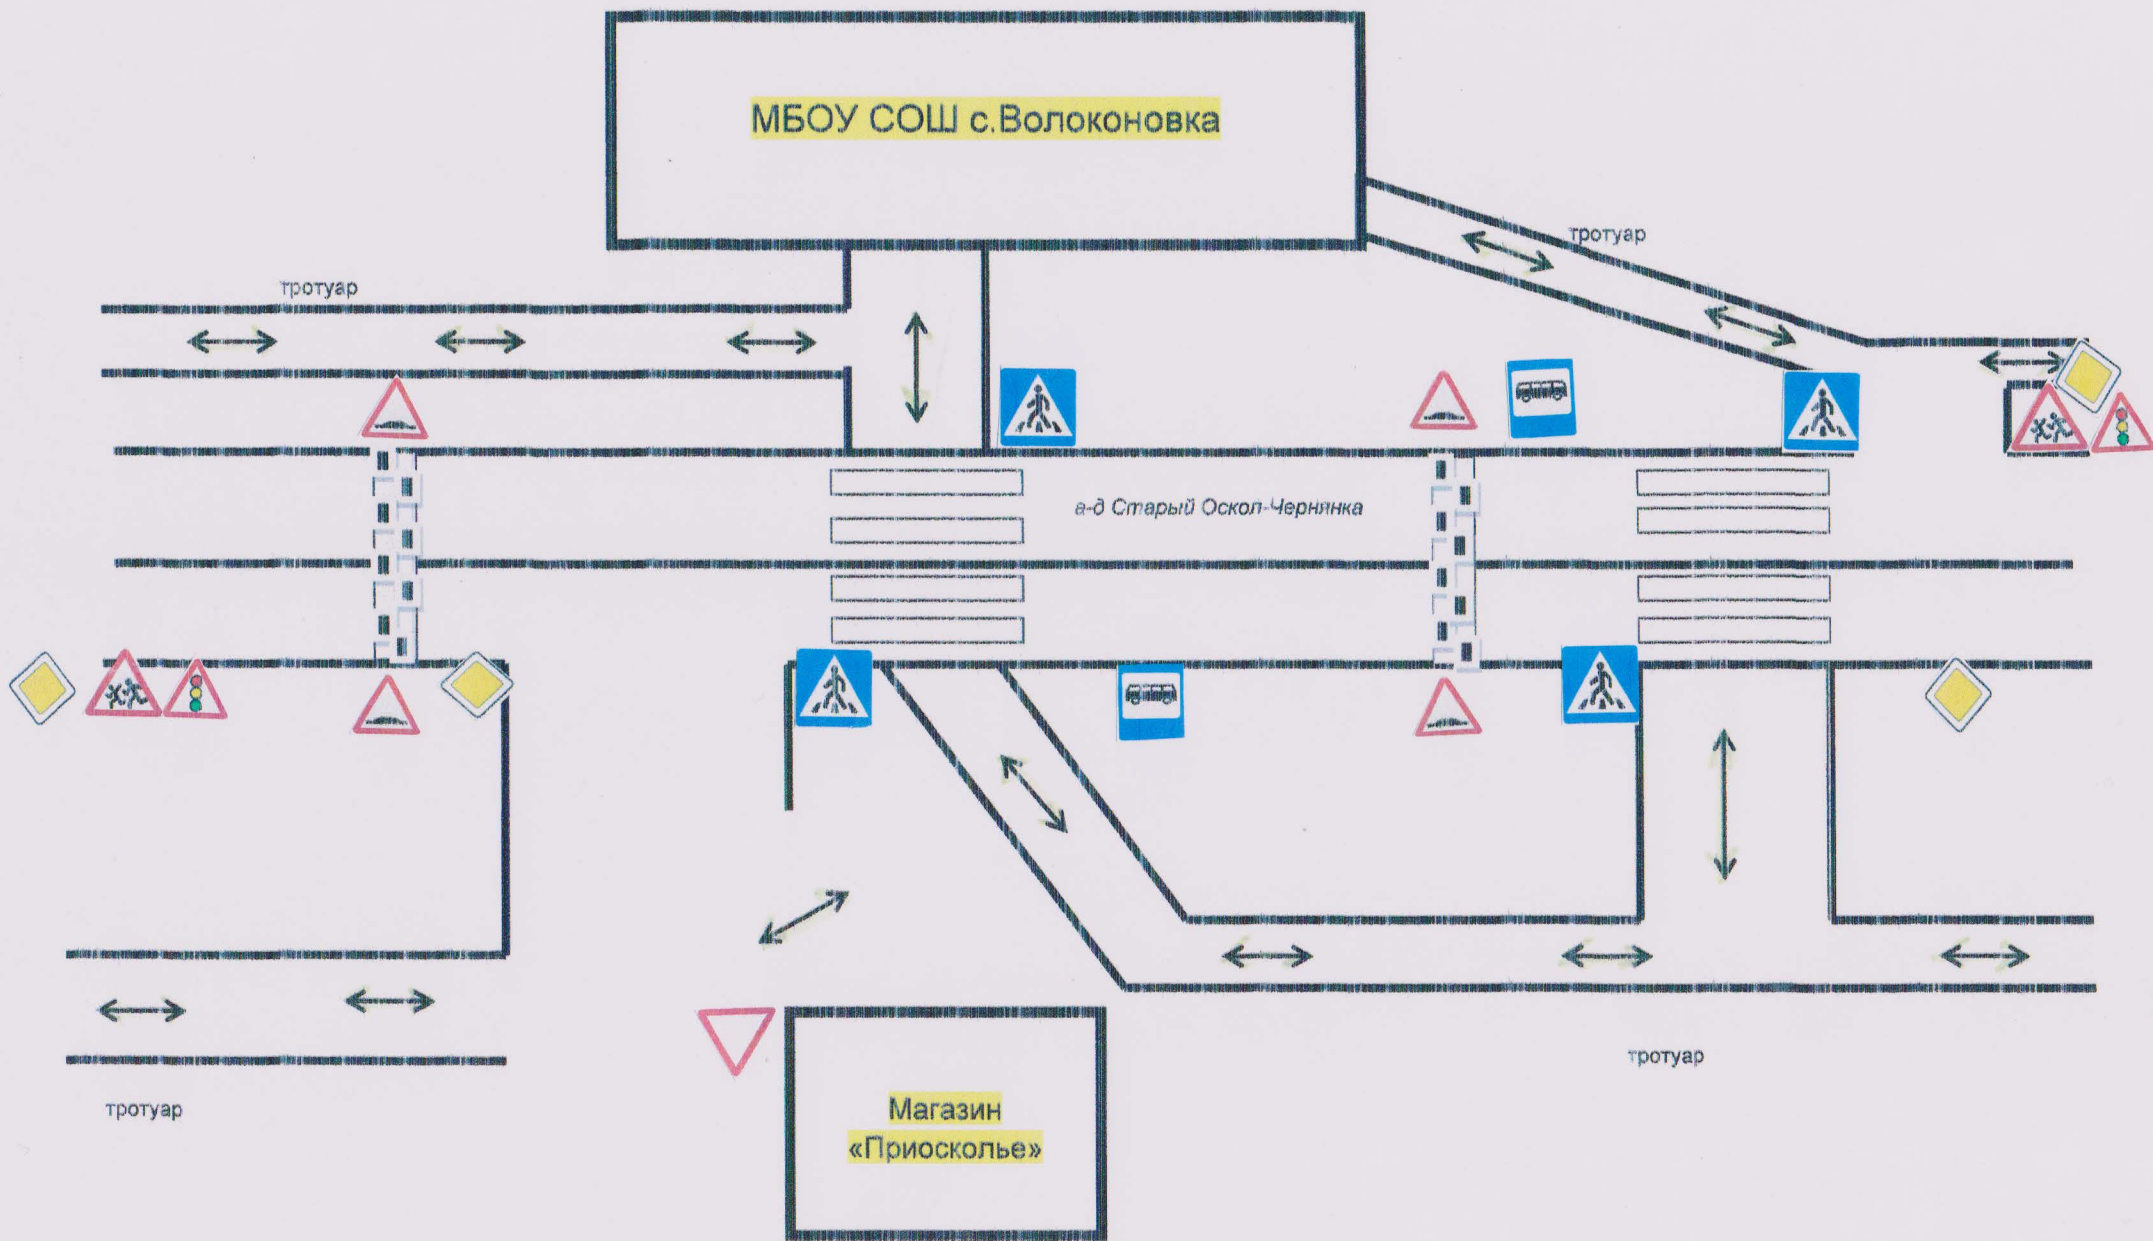 МБОУ СОШ с.Волоконовка
тротуар
тротуар
а-д Старый Оскол-Чернянка
тротуар
тротуар
Магазин
«Приосколье»